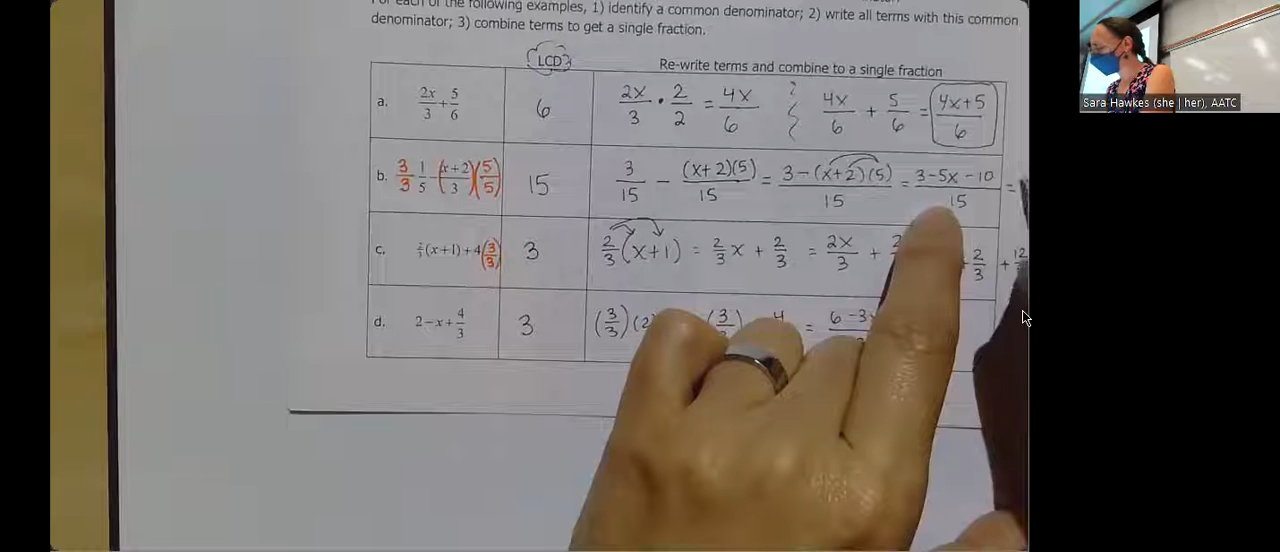 of the following examples, 1) identify a common denominator; 2) write all terms with this common
denominator; 3) combine terms to get a single fraction.
LCD
Re-write terms and combine to a single fraction
a. 2x/3 + 5/6 6 2x/3 • 2/2 = 4x/6 4x/6 + 5/6 = 4x+5/6
b. 3/3 1/5 - (x+2/3)(5/5) 15 3/15 - (x+2)(5)/15 = 3-(x+2)(5)/15 = 3-5x-10/15 =
c. (x+1)+4(3/3) 3 2/3(x+1) = 2/3x + 2/3 = 2x/3 + + 2/3 +
d. 2-x+4/3 3 (3/3)(2 = 6-3
Sara Hawkes (she | her), AATC